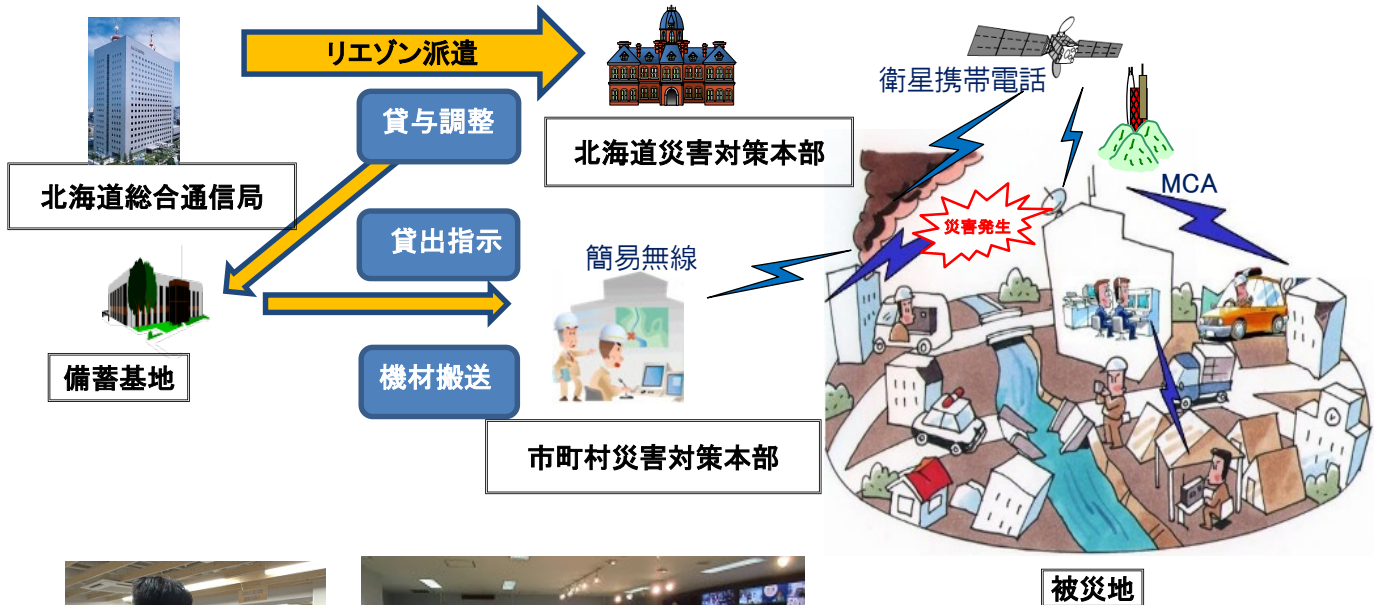 リエゾン派遣
衛星携帯電話
貸与調整
北海道災害対策本部
北海道総合通信局
MCA
災害発生
貸出指示
簡易無線
備蓄基地
機材搬送
市町村災害対策本部
被災地